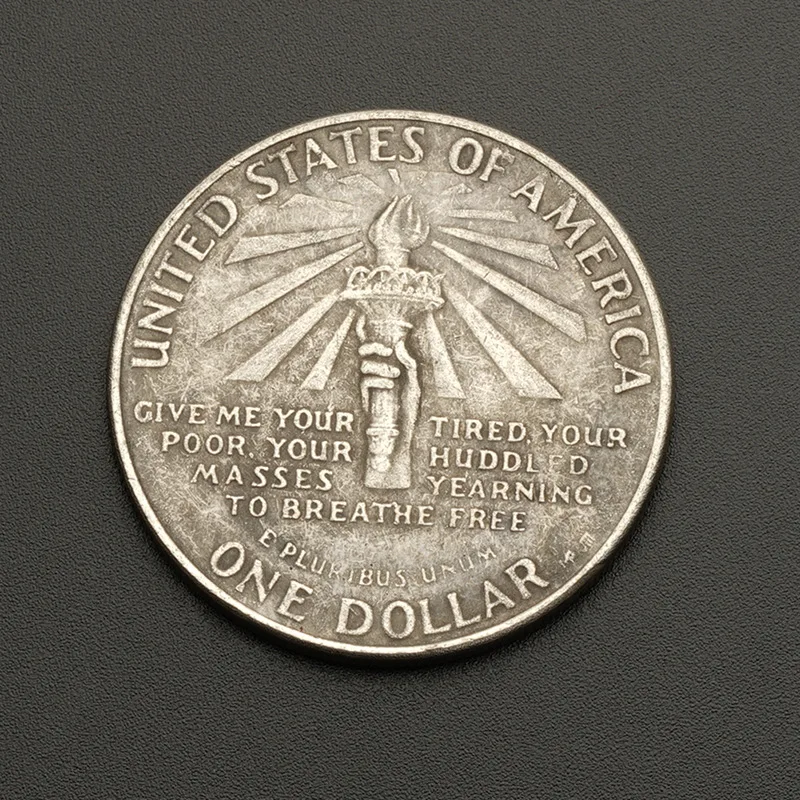 UNITED STATES OF AMERICA
GIVE ME YOUR TIRED, YOUR
POOR, YOUR HUDDLED
MASSES YEARNING
TO BREATHE FREE
E PLURIBUS UNUM
ONE DOLLAR